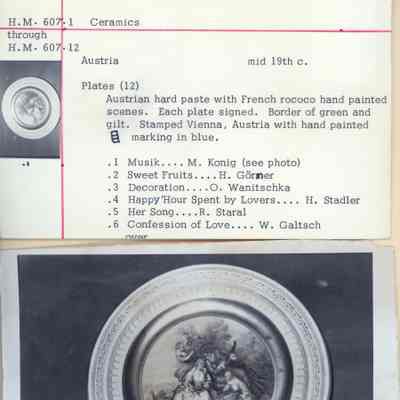 H.M. 607.1 Ceramics
through
H.M. 607.12
Austria mid 19th c.
Plates (12)
Austrian hard paste with French rococo hand painted
scenes. Each plate signed. Border of green and
gilt. Stamped Vienna, Austria with hand painted
marking in blue.
.1 Musik.... M. Konig (see photo)
.2 Sweet Fruits....H. Görner
.3 Decoration....O. Wanitschka
.4 Happy Hour Spent by Lovers.... H. Stadler
.5 Her Song....R. Staral
.6 Confession of Love.... W. Galtsch
over